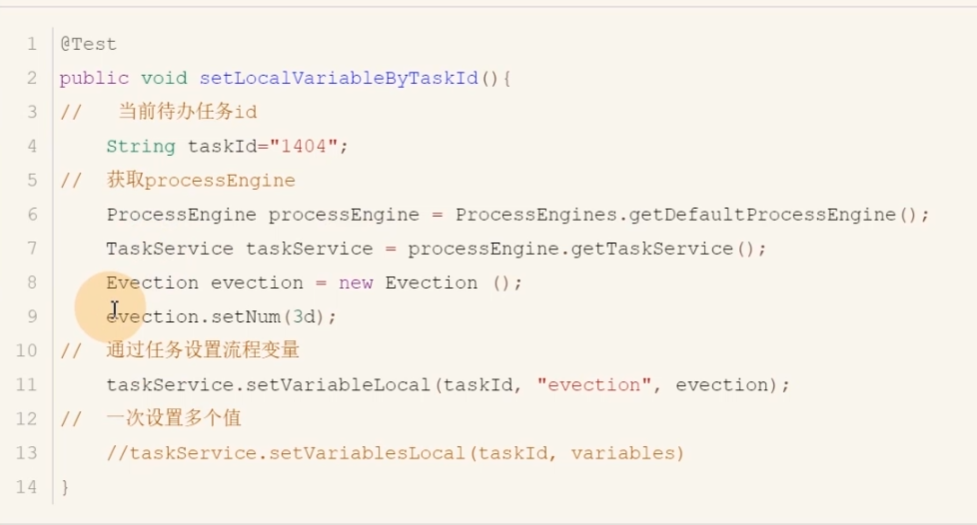 1 @Test
2 public void setLocalVariableByTaskId(){
3 //   当前待办任务id
4     String taskId="1404";
5 //  获取processEngine
6     ProcessEngine processEngine = ProcessEngines.getDefaultProcessEngine();
7     TaskService taskService = processEngine.getTaskService();
8     Evection evection = new Evection ();
9     evection.setNum(3d);
10 //  通过任务设置流程变量
11     taskService.setVariableLocal(taskId, "evection", evection);
12 //  一次设置多个值
13     //taskService.setVariablesLocal(taskId, variables)
14 }